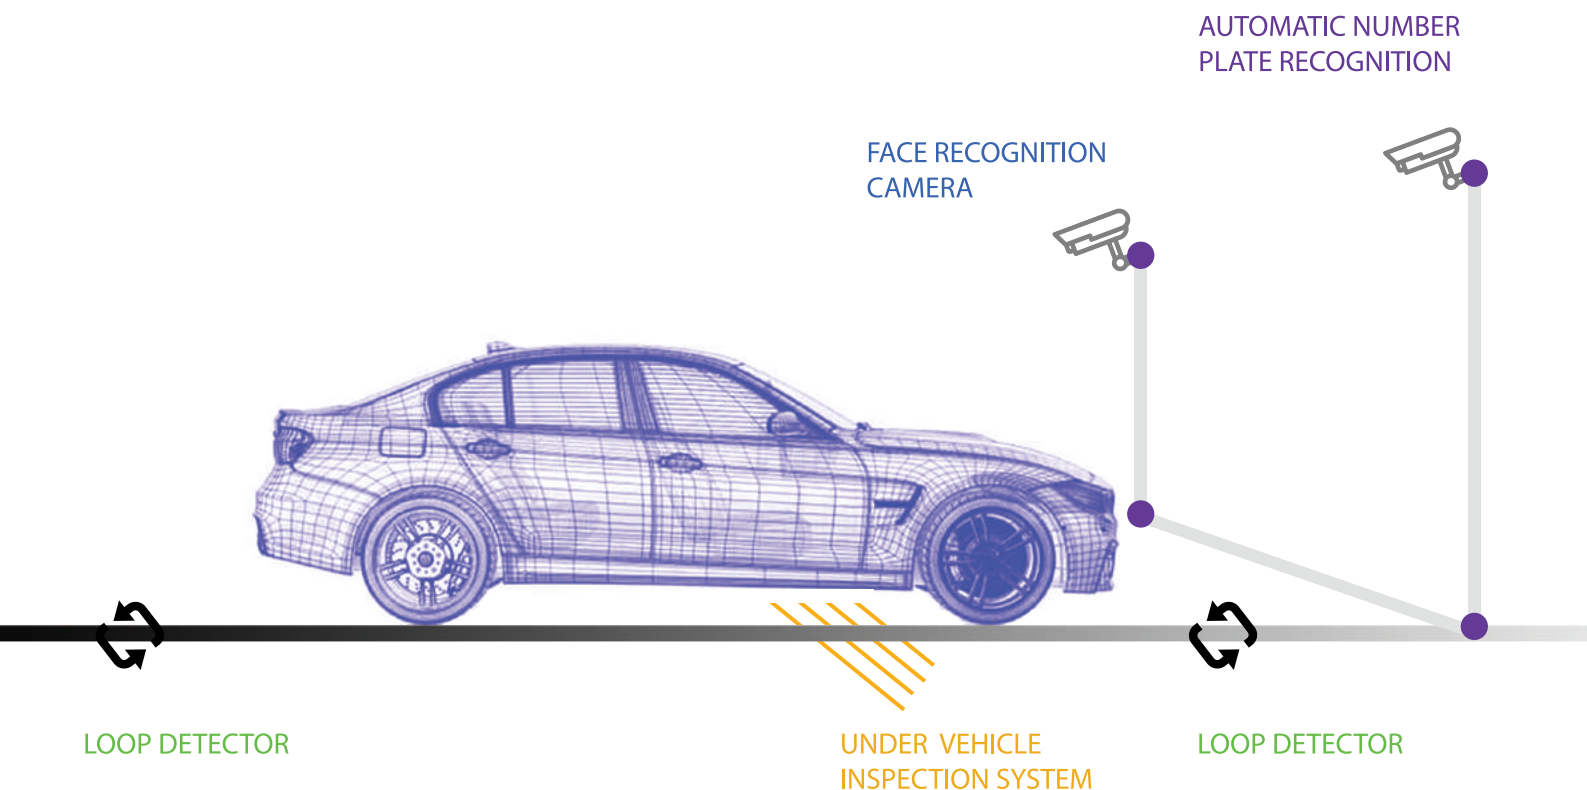 AUTOMATIC NUMBER
PLATE RECOGNITION
FACE RECOGNITION
CAMERA
LOOP DETECTOR
UNDER VEHICLE
INSPECTION SYSTEM
LOOP DETECTOR